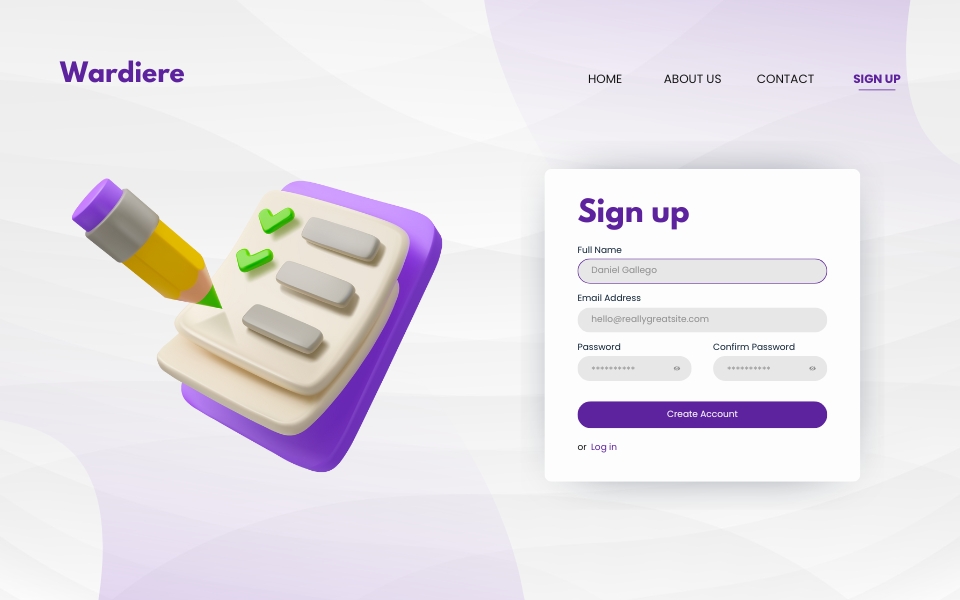 Wardiere
HOME ABOUT US CONTACT SIGN UP
Sign up
Full Name
Daniel Gallego
Email Address
hello@reallygreatsite.com
Password Confirm Password
********** **********
Create Account
or Log in